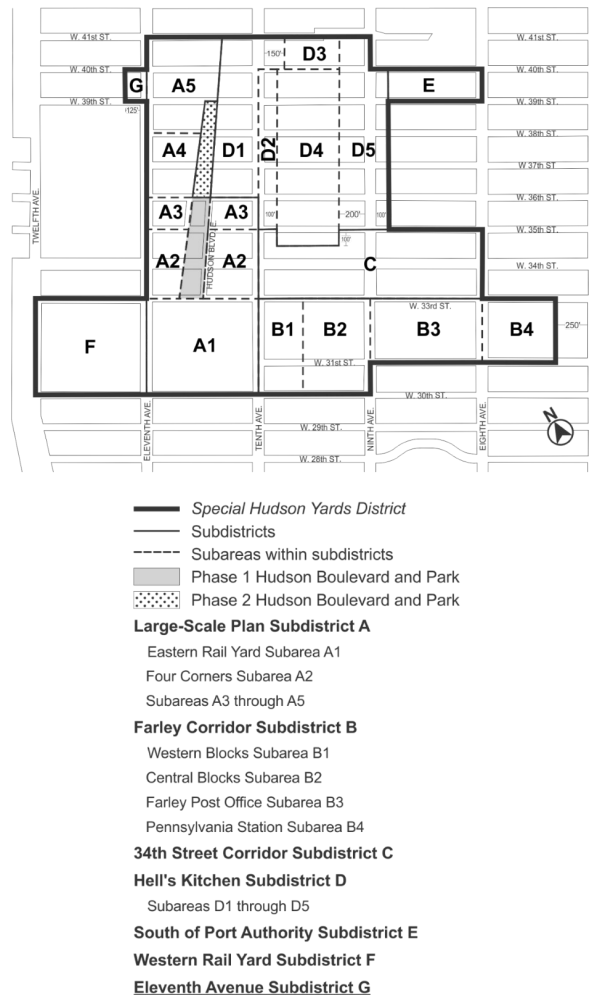 W. 41st ST.
W. 41st ST.
150'
D3
W. 40th ST.
W. 40th ST.
G
A5
E
W. 39th ST.
W. 39th ST.
125'
W. 38th ST.
A4
D1
D2
D4
D5
W 37th ST.
TWELFTH AVE.
W. 36th ST.
A3
A3
100'
200'
100'
W. 35th ST.
HUDSON BLVD. E.
100'
A2
A2
C
W. 34th ST.
W. 33rd ST.
F
A1
B1
B2
B3
B4
250'
W. 31st ST.
W. 30th ST.
ELEVENTH AVE.
TENTH AVE.
NINTH AVE.
EIGHTH AVE.
N
W. 29th ST.
W. 28th ST.
Special Hudson Yards District
Subdistricts
Subareas within subdistricts
Phase 1 Hudson Boulevard and Park
Phase 2 Hudson Boulevard and Park
Large-Scale Plan Subdistrict A
Eastern Rail Yard Subarea A1
Four Corners Subarea A2
Subareas A3 through A5
Farley Corridor Subdistrict B
Western Blocks Subarea B1
Central Blocks Subarea B2
Farley Post Office Subarea B3
Pennsylvania Station Subarea B4
34th Street Corridor Subdistrict C
Hell's Kitchen Subdistrict D
Subareas D1 through D5
South of Port Authority Subdistrict E
Western Rail Yard Subdistrict F
Eleventh Avenue Subdistrict G